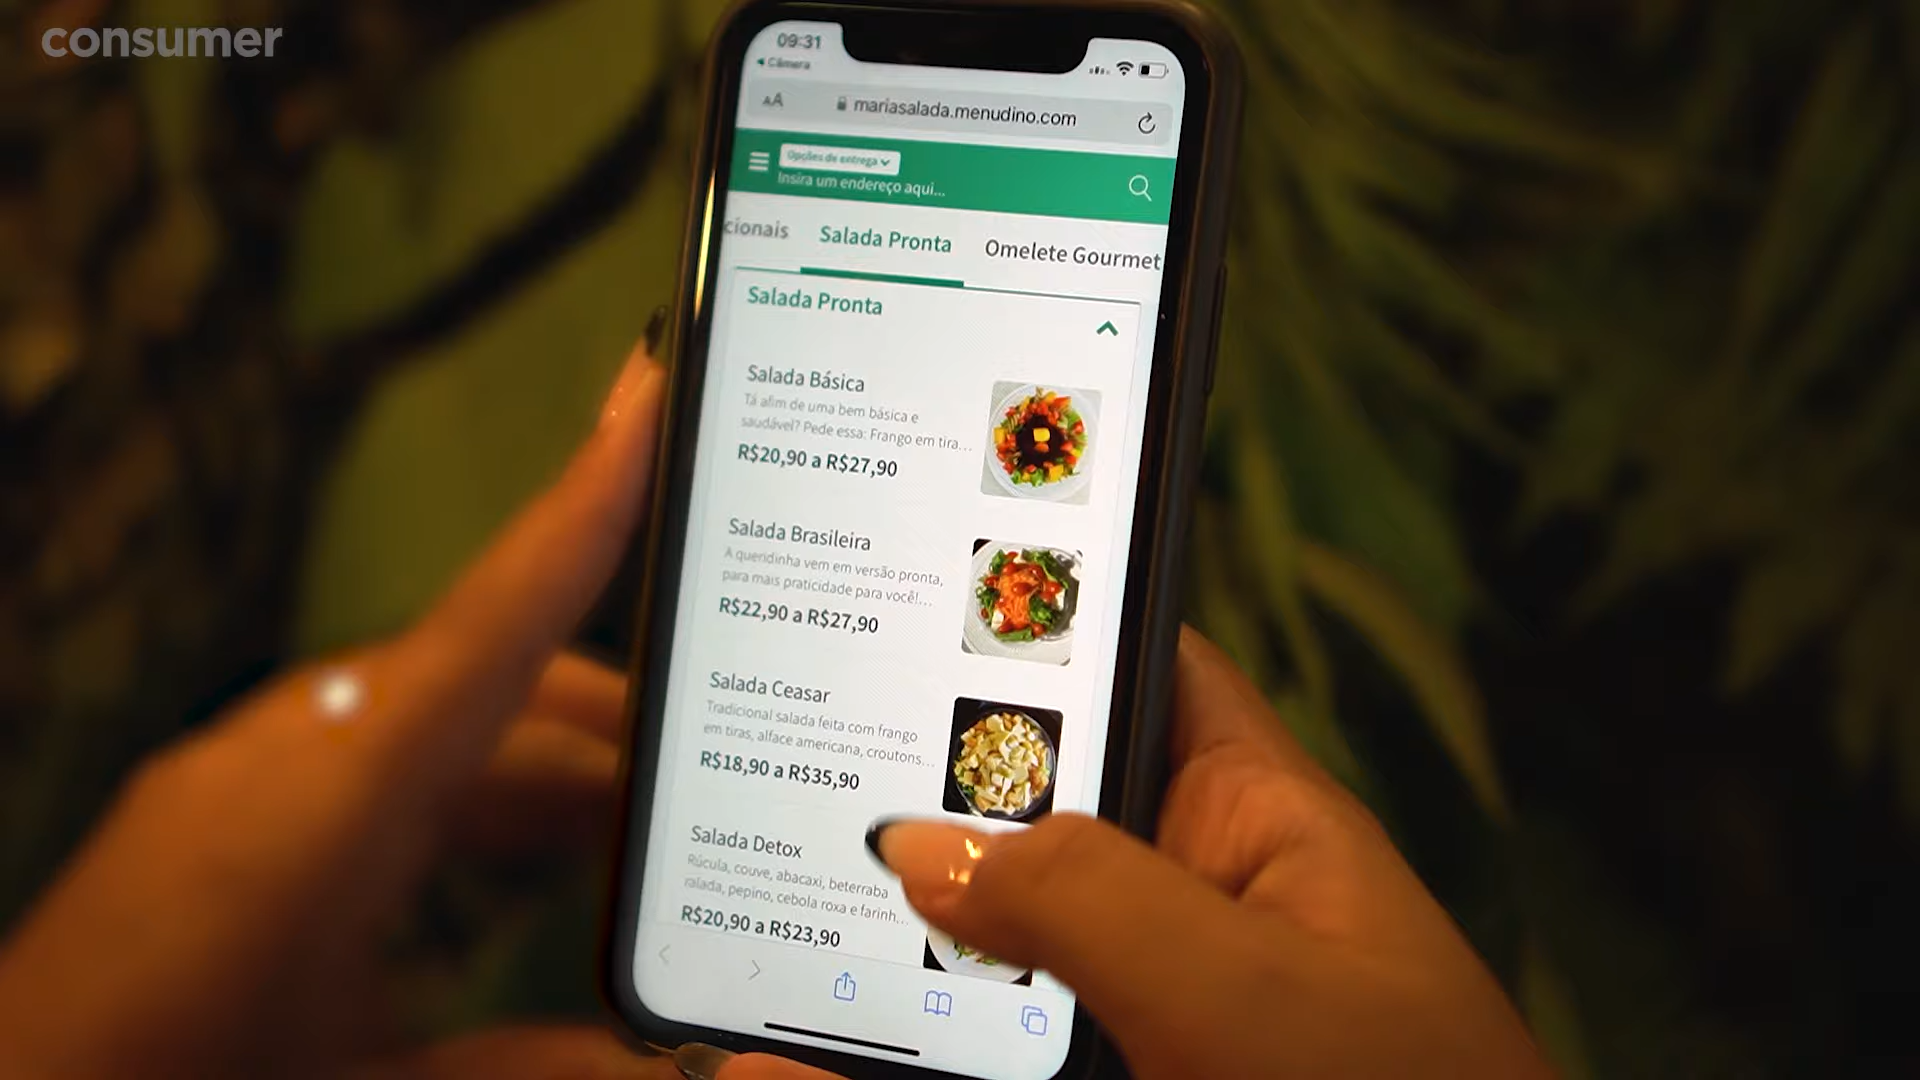 consumer
09:31
Câmera
AA
mariasalada.menudino.com
Opções de entrega
Insira um endereço aqui...
cionais
Salada Pronta
Omelete Gourmet
Salada Pronta
Salada Básica
Tá afim de uma bem básica e
saudável? Pede essa: Frango em tira...
R$20,90 a R$27,90
Salada Brasileira
A queridinha vem em versão pronta,
para mais praticidade para você!...
R$22,90 a R$27,90
Salada Ceasar
Tradicional salada feita com frango
em tiras, alface americana, croutons...
R$18,90 a R$35,90
Salada Detox
Rúcula, couve, abacaxi, beterraba
ralada, pepino, cebola roxa e farinh...
R$20,90 a R$23,90